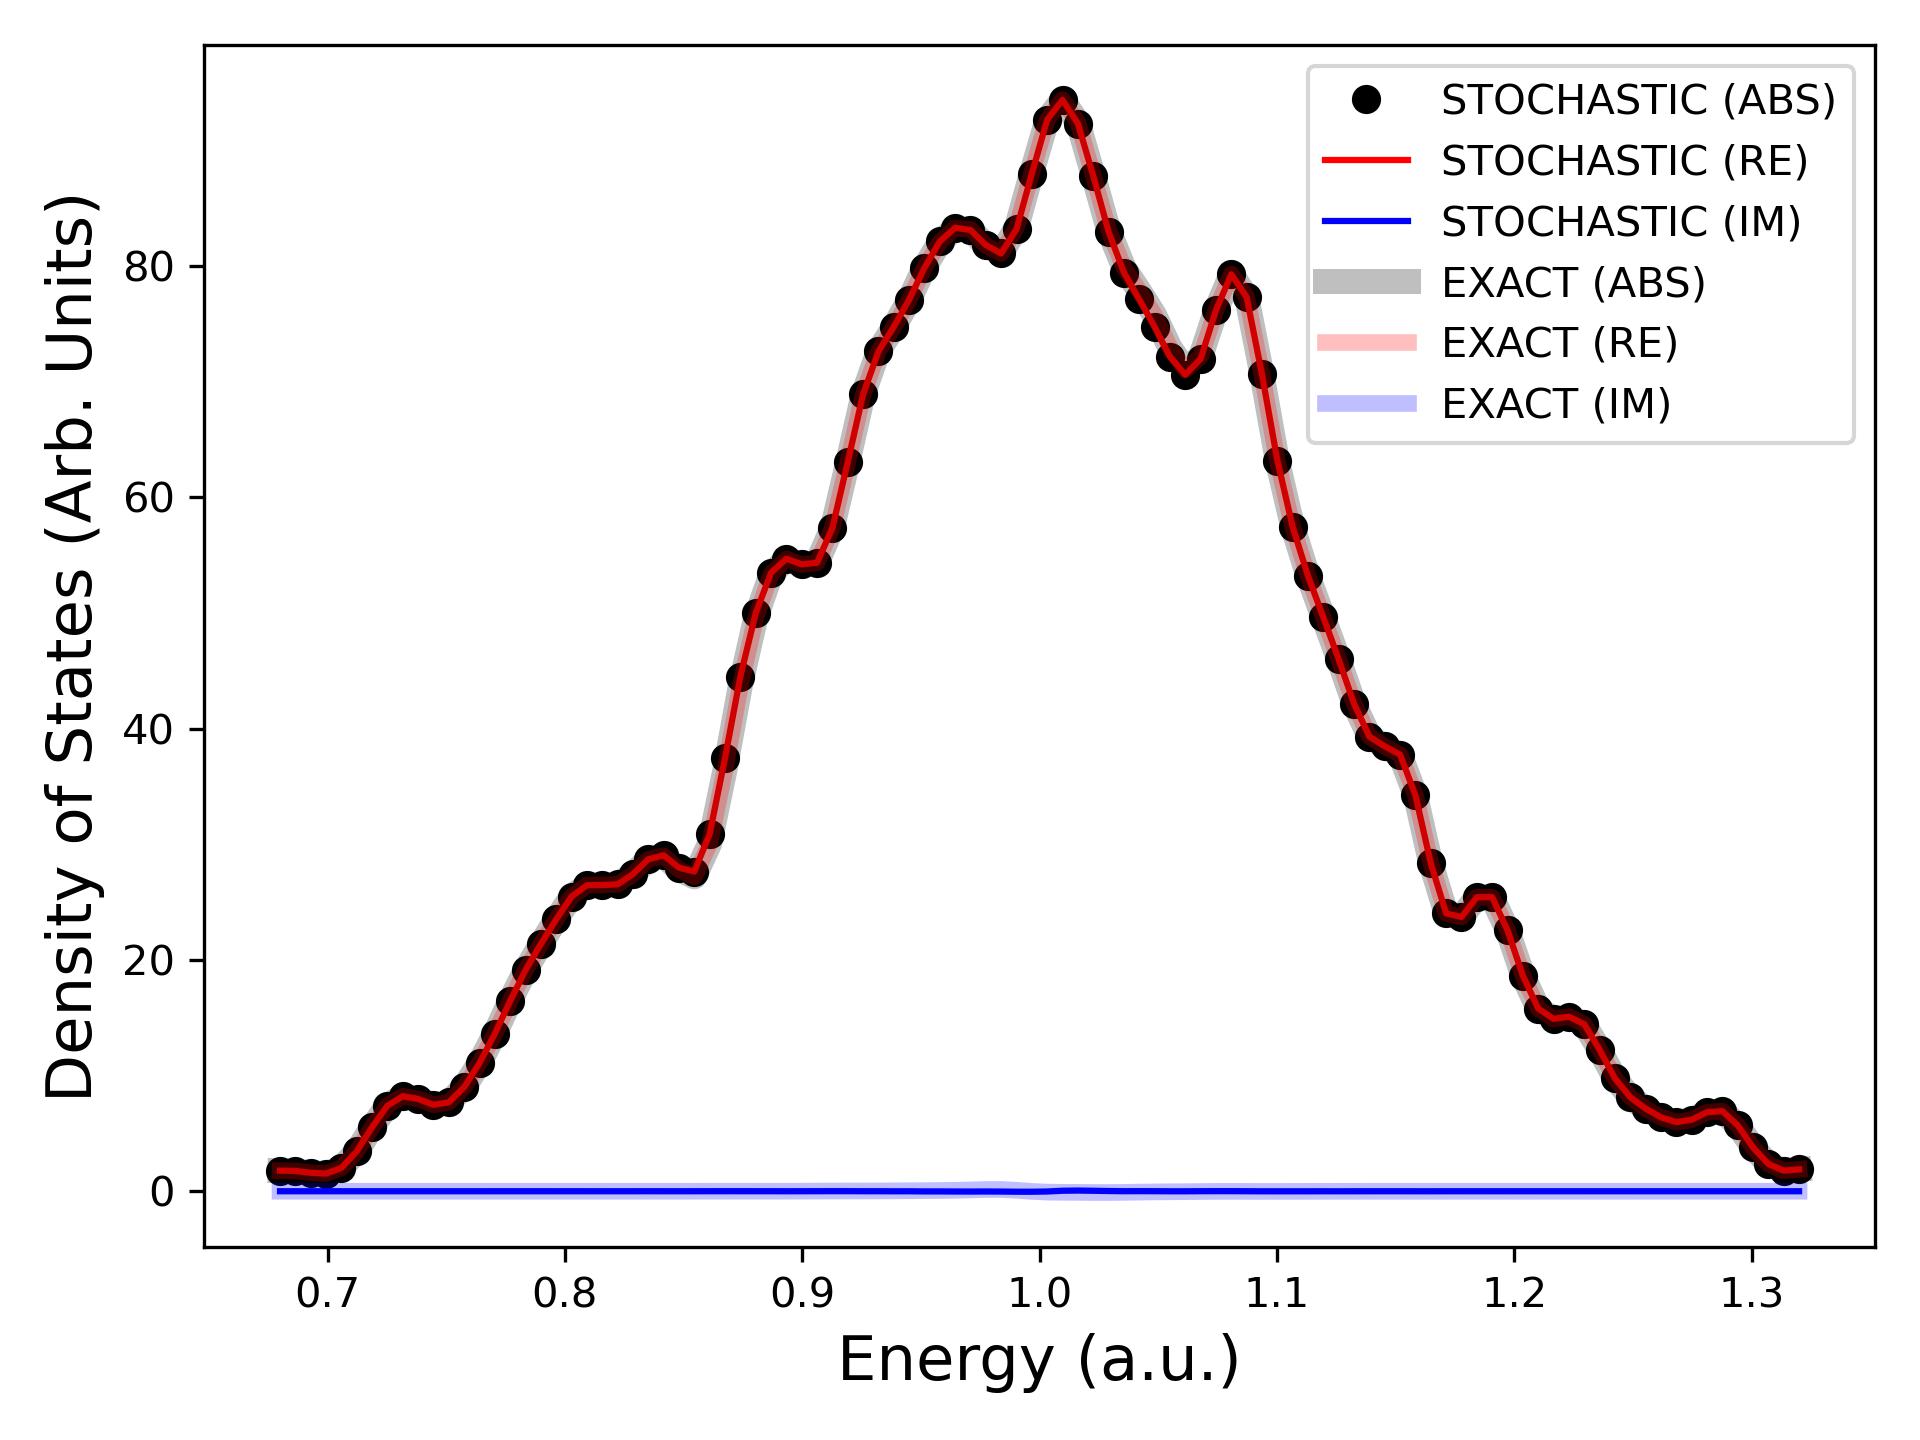 STOCHASTIC (ABS)
STOCHASTIC (RE)
STOCHASTIC (IM)
EXACT (ABS)
EXACT (RE)
EXACT (IM)
Density of States (Arb. Units)
80
60
40
20
0
0.7 0.8 0.9 1.0 1.1 1.2 1.3
Energy (a.u.)